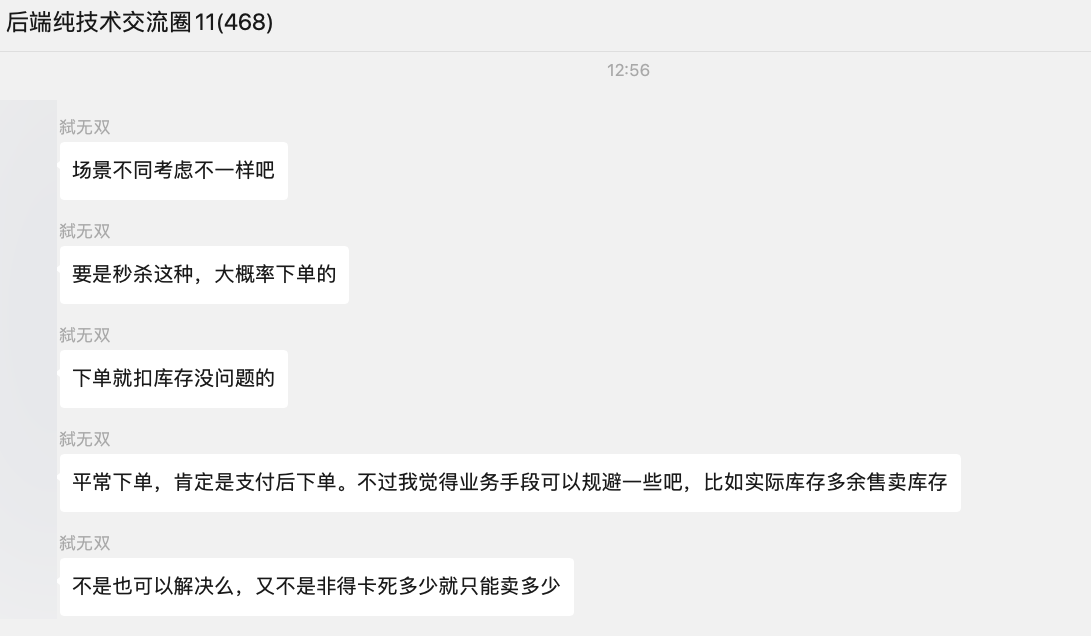 后端纯技术交流圈11(468)
12:56
弑无双
场景不同考虑不一样吧
弑无双
要是秒杀这种，大概率下单的
弑无双
下单就扣库存没问题的
弑无双
平常下单，肯定是支付后下单。不过我觉得业务手段可以规避一些吧，比如实际库存多余售卖库存
弑无双
不是也可以解决么，又不是非得卡死多少就只能卖多少